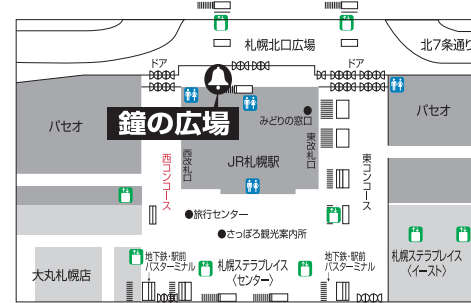 札幌北口広場
北7条通り
ドア
ドア
鐘の広場
パセオ
みどりの窓口
パセオ
西改札口
JR札幌駅
東改札口
西コンコース
東コンコース
●旅行センター
●さっぽろ観光案内所
地下鉄・駅前
バスターミナル
札幌ステラプレイス
〈センター〉
地下鉄・駅前
バスターミナル
札幌ステラプレイス
〈イースト〉
大丸札幌店